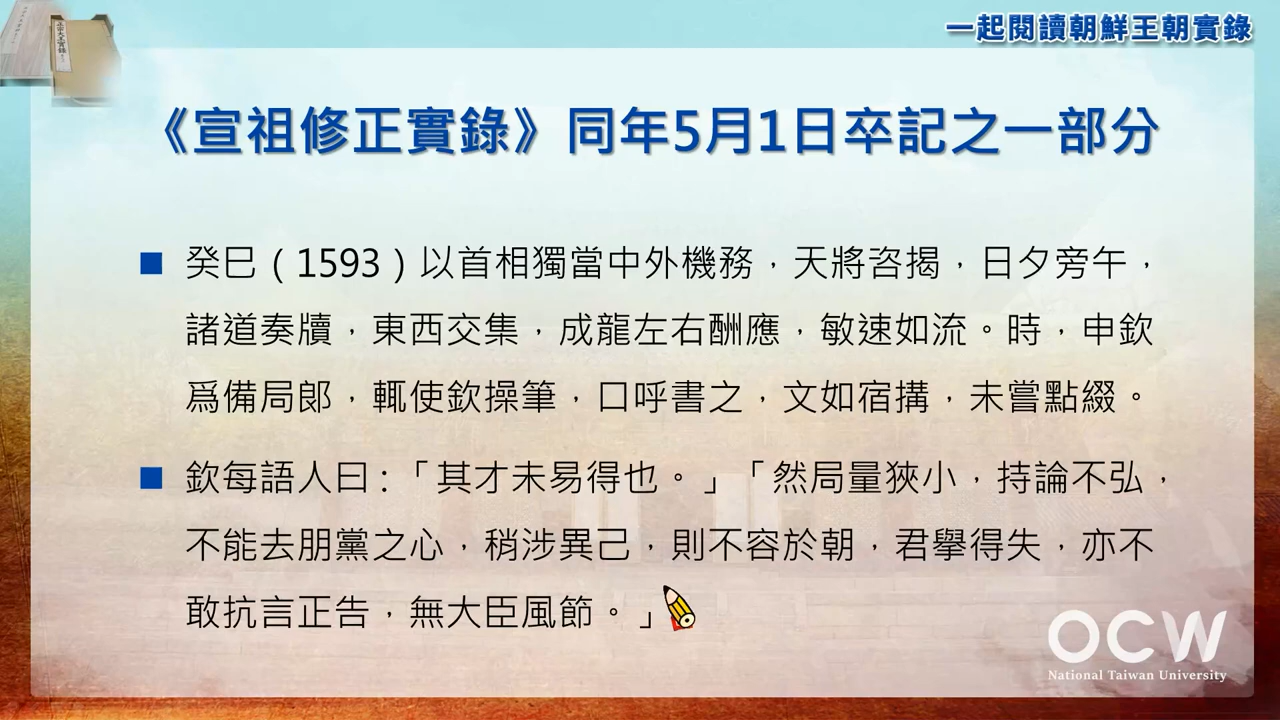 一起閱讀朝鮮王朝實錄
《宣祖修正實錄》同年5月1日卒記之一部分
■ 癸巳（1593）以首相獨當中外機務，天將咨揭，日夕旁午，
諸道奏牘，東西交集，成龍左右酬應，敏速如流。時，申欽
爲備局郞，輒使欽操筆，口呼書之，文如宿搆，未嘗點綴。
■ 欽每語人曰：「其才未易得也。」「然局量狹小，持論不弘，
不能去朋黨之心，稍涉異己，則不容於朝，君擧得失，亦不
敢抗言正告，無大臣風節。」
OCW
National Taiwan University